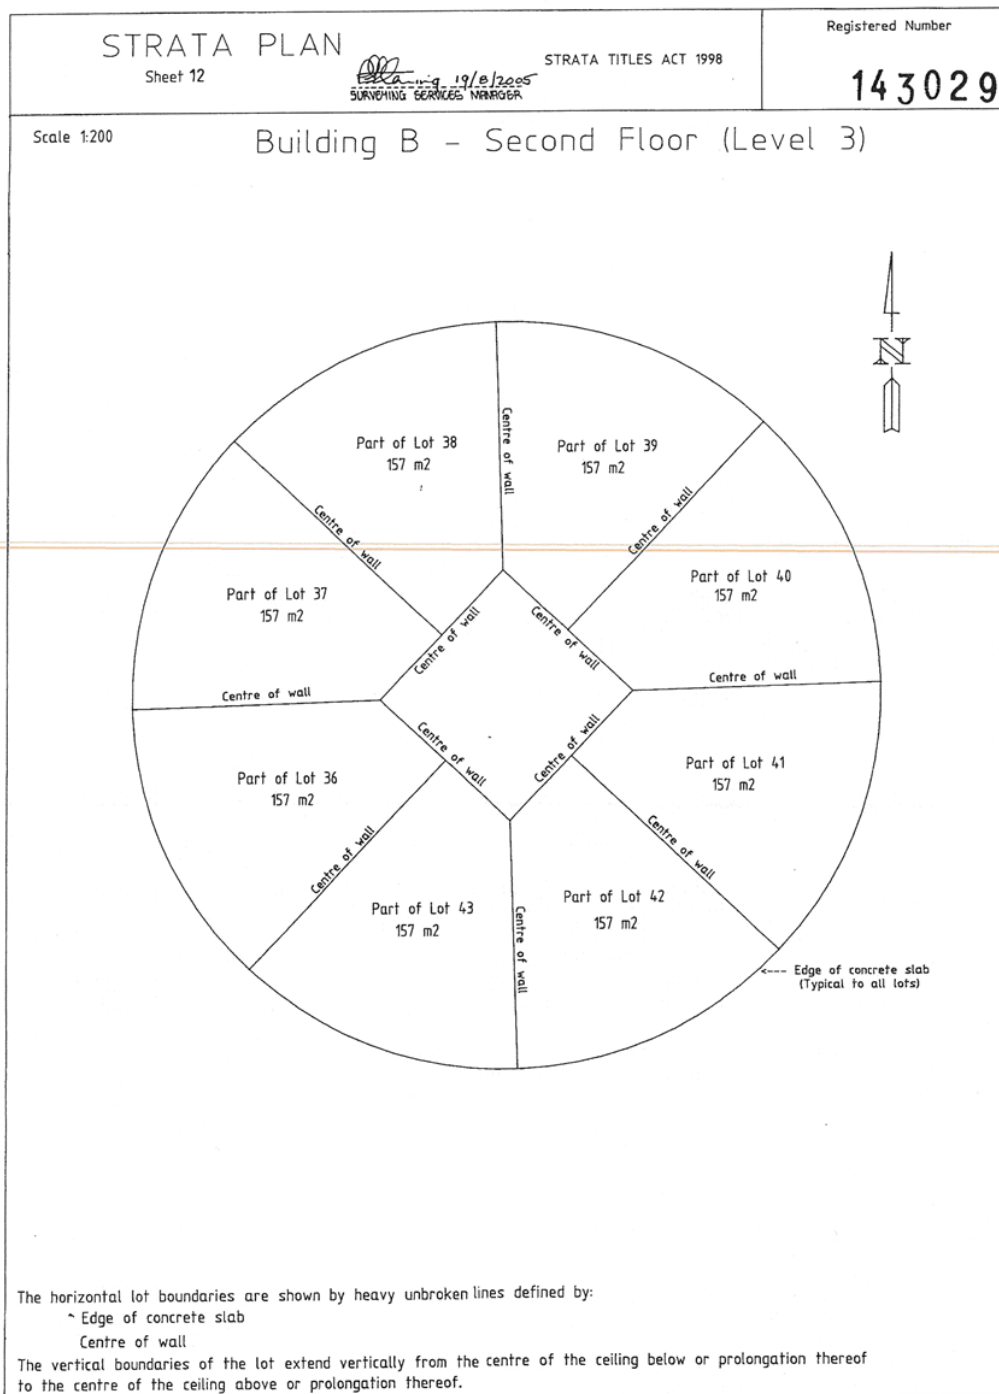 STRATA PLAN
Sheet 12
19/8/2005
SURVEYING SERVICES MANAGER
STRATA TITLES ACT 1998
Registered Number
143029
Scale 1:200
Building B - Second Floor (Level 3)
N
Part of Lot 38
157 m2
Centre of wall
Part of Lot 39
157 m2
Centre of wall
Centre of wall
Part of Lot 37
157 m2
Part of Lot 40
157 m2
Centre of wall
Centre of wall
Centre of wall
Centre of wall
Part of Lot 36
157 m2
Centre of wall
Centre of wall
Part of Lot 41
157 m2
Centre of wall
Centre of wall
Part of Lot 43
157 m2
Centre of wall
Part of Lot 42
157 m2
<--- Edge of concrete slab
(Typical to all lots)
The horizontal lot boundaries are shown by heavy unbroken lines defined by:
Edge of concrete slab
Centre of wall
The vertical boundaries of the lot extend vertically from the centre of the ceiling below or prolongation thereof
to the centre of the ceiling above or prolongation thereof.